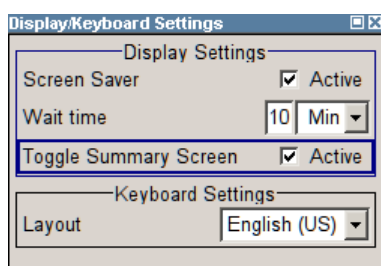 Display/Keyboard Settings
Display Settings
Screen Saver Active
Wait time 10 Min
Toggle Summary Screen Active
Keyboard Settings
Layout English (US)